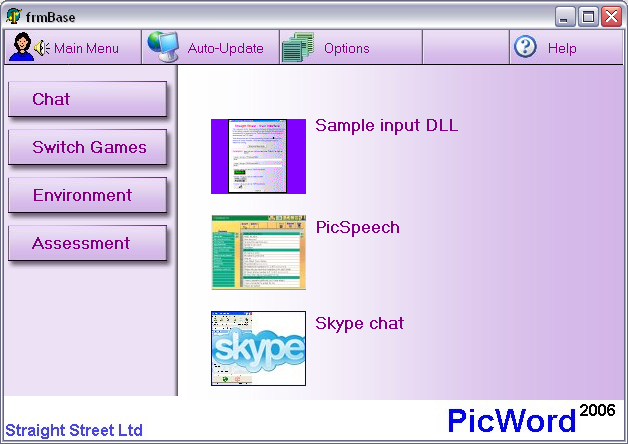 frmBase
Main Menu
Auto-Update
Options
Help
Chat
Switch Games
Environment
Assessment
Sample input DLL
PicSpeech
skype
Skype chat
Straight Street Ltd
PicWord 2006